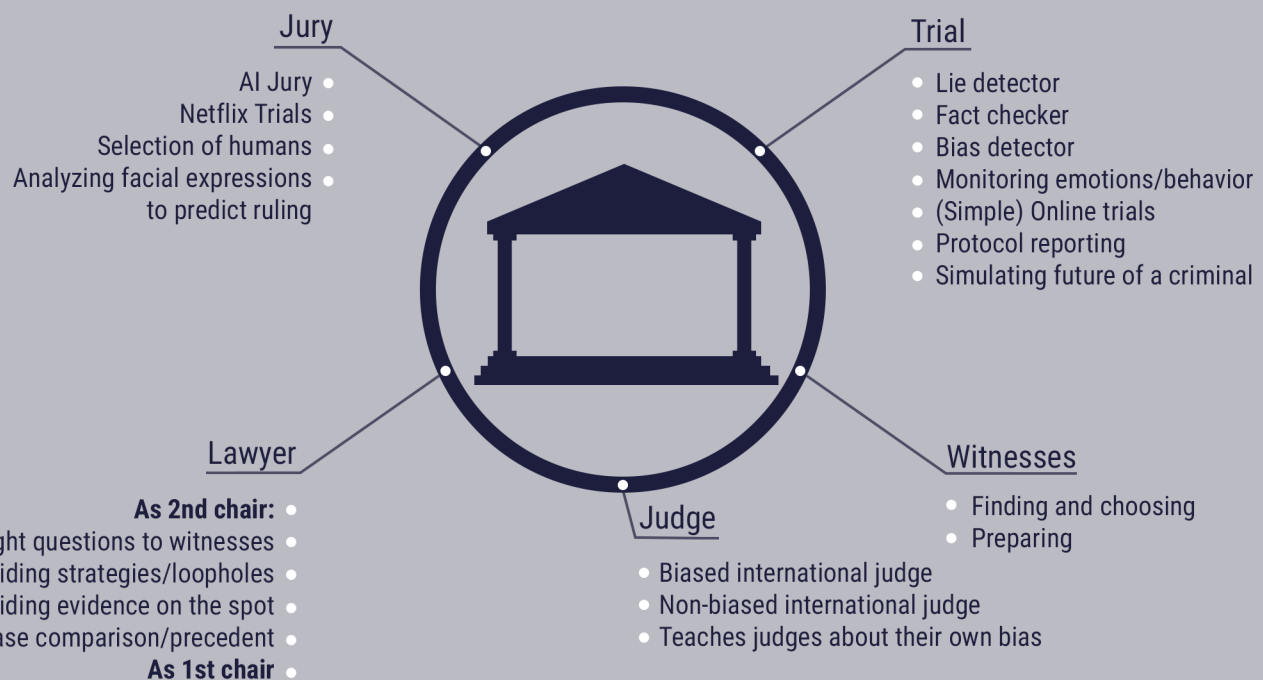 Jury
AI Jury
Netflix Trials
Selection of humans
Analyzing facial expressions
to predict ruling
Trial
Lie detector
Fact checker
Bias detector
Monitoring emotions/behavior
(Simple) Online trials
Protocol reporting
Simulating future of a criminal
Lawyer
As 2nd chair:
questions to witnesses
strategies/loopholes
evidence on the spot
comparison/precedent
As 1st chair
Judge
Biased international judge
Non-biased international judge
Teaches judges about their own bias
Witnesses
Finding and choosing
Preparing